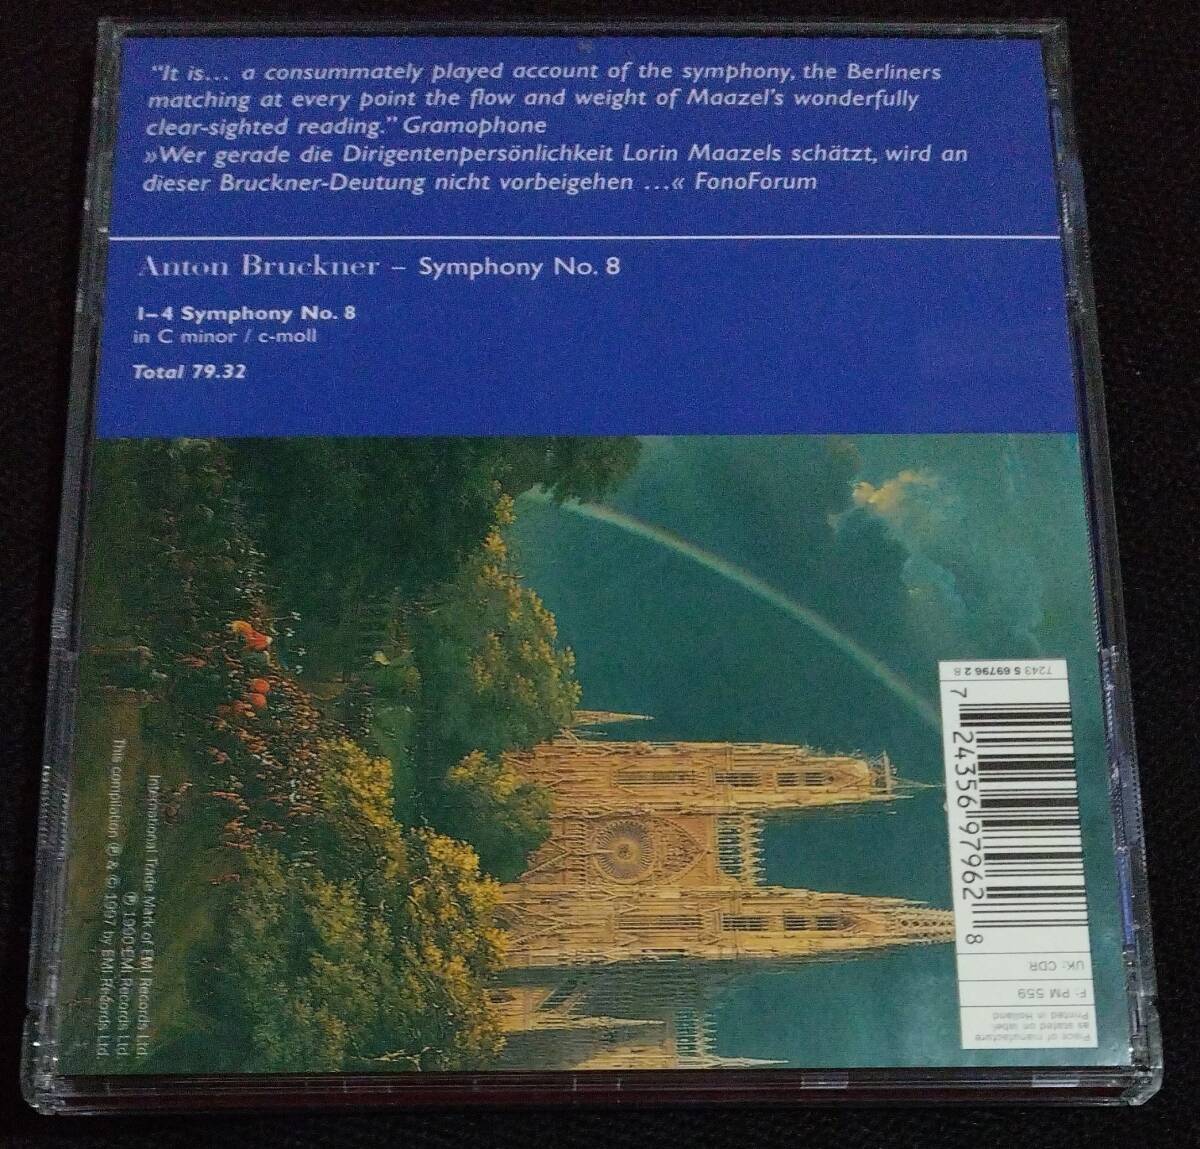 "It is... a consummately played account of the symphony, the Berliners
matching at every point the flow and weight of Maazel's wonderfully
clear-sighted reading." Gramophone
»Wer gerade die Dirigentenpersönlichkeit Lorin Maazels schätzt, wird an
dieser Bruckner-Deutung nicht vorbeigehen ...« FonoForum
Anton Bruckner – Symphony No. 8
1–4 Symphony No. 8
in C minor / c-moll
Total 79.32
7243 5 69796 2 8
7 24356 97962 8
UK: CDR
F: PM 559
Printed in Holland
as stated on label
Place of manufacture
International Trade Mark of EMI Records Ltd.
℗ 1990 EMI Records Ltd.
This compilation ℗ & © 1997 by EMI Records Ltd.